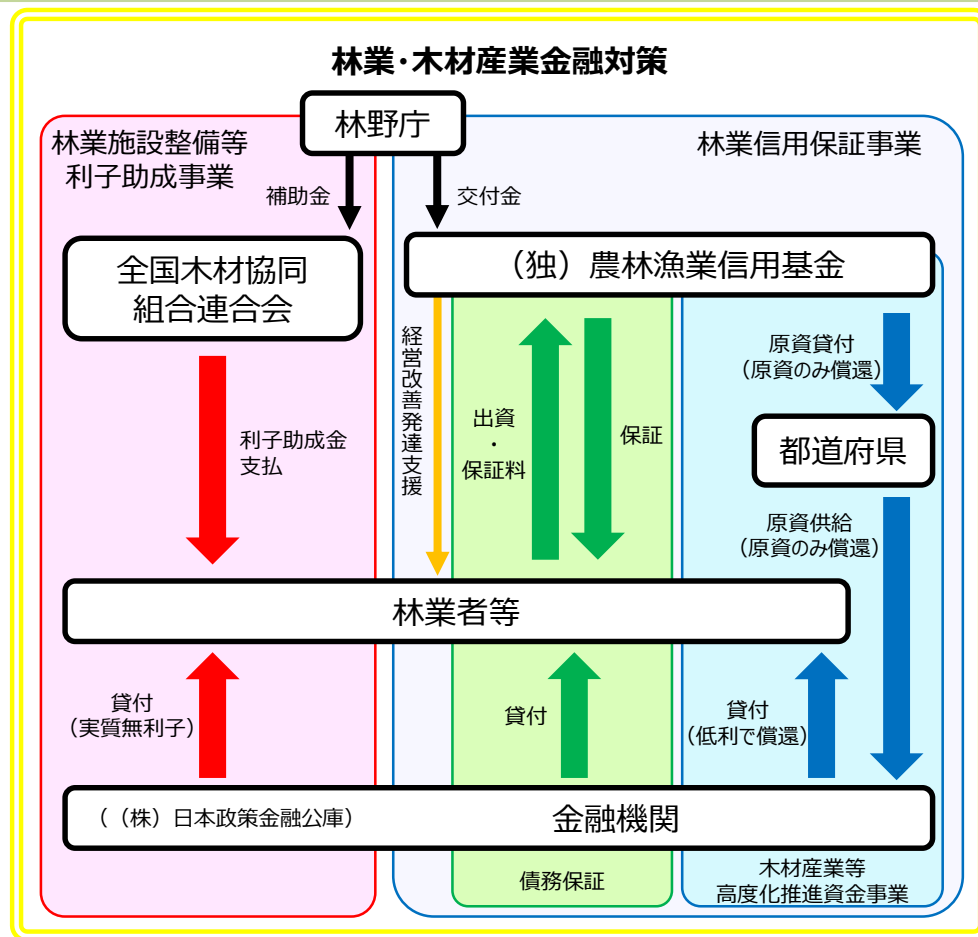 林業・木材産業金融対策
林野庁
林業施設整備等
利子助成事業
林業信用保証事業
補助金
交付金
全国木材協同
組合連合会
（独）農林漁業信用基金
経営改善発達支援
原資貸付
（原資のみ償還）
出資
・
保証料
保証
利子助成金
支払
都道府県
原資供給
（原資のみ償還）
林業者等
貸付
（実質無利子）
貸付
貸付
（低利で償還）
（（株）日本政策金融公庫）
金融機関
債務保証
木材産業等
高度化推進資金事業